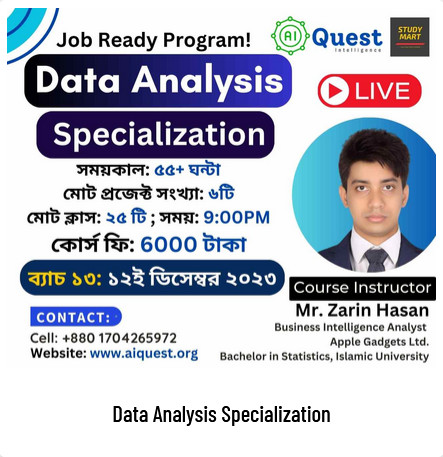 Job Ready Program!
AI Quest
Intelligence
STUDY
MART
Data Analysis
LIVE
Specialization
সময়কাল: ৫৫+ ঘন্টা
মোট প্রজেক্ট সংখ্যা: ৬টি
মোট ক্লাস: ২৫ টি ; সময়: 9:00PM
কোর্স ফি: 6000 টাকা
ব্যাচ ১৩: ১২ই ডিসেম্বর ২০২৩
Course Instructor
Mr. Zarin Hasan
Business Intelligence Analyst
Apple Gadgets Ltd.
Bachelor in Statistics, Islamic University
CONTACT:
Cell: +880 1704265972
Website: www.aiquest.org
Data Analysis Specialization